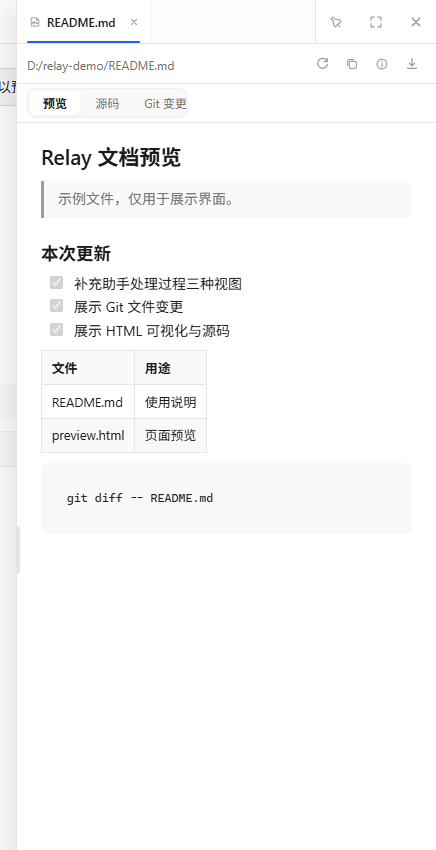 README.md
D:/relay-demo/README.md
以预
预览 源码 Git 变更
Relay 文档预览
示例文件，仅用于展示界面。
本次更新
补充助手处理过程三种视图
展示 Git 文件变更
展示 HTML 可视化与源码
文件 用途
README.md 使用说明
preview.html 页面预览
git diff -- README.md